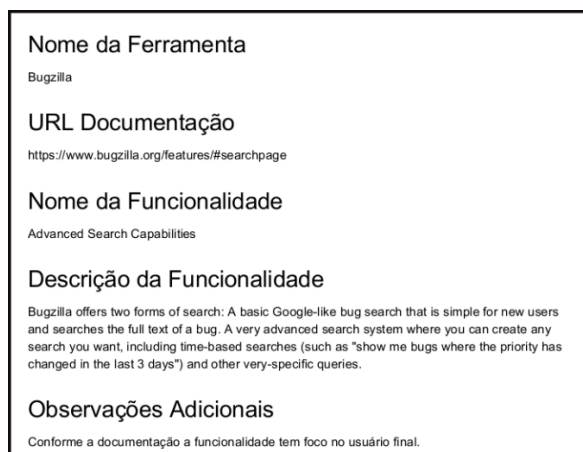 Nome da Ferramenta
Bugzilla
URL Documentação
https://www.bugzilla.org/features/#searchpage
Nome da Funcionalidade
Advanced Search Capabilities
Descrição da Funcionalidade
Bugzilla offers two forms of search: A basic Google-like bug search that is simple for new users
and searches the full text of a bug. A very advanced search system where you can create any
search you want, including time-based searches (such as "show me bugs where the priority has
changed in the last 3 days") and other very-specific queries.
Observações Adicionais
Conforme a documentação a funcionalidade tem foco no usuário final.